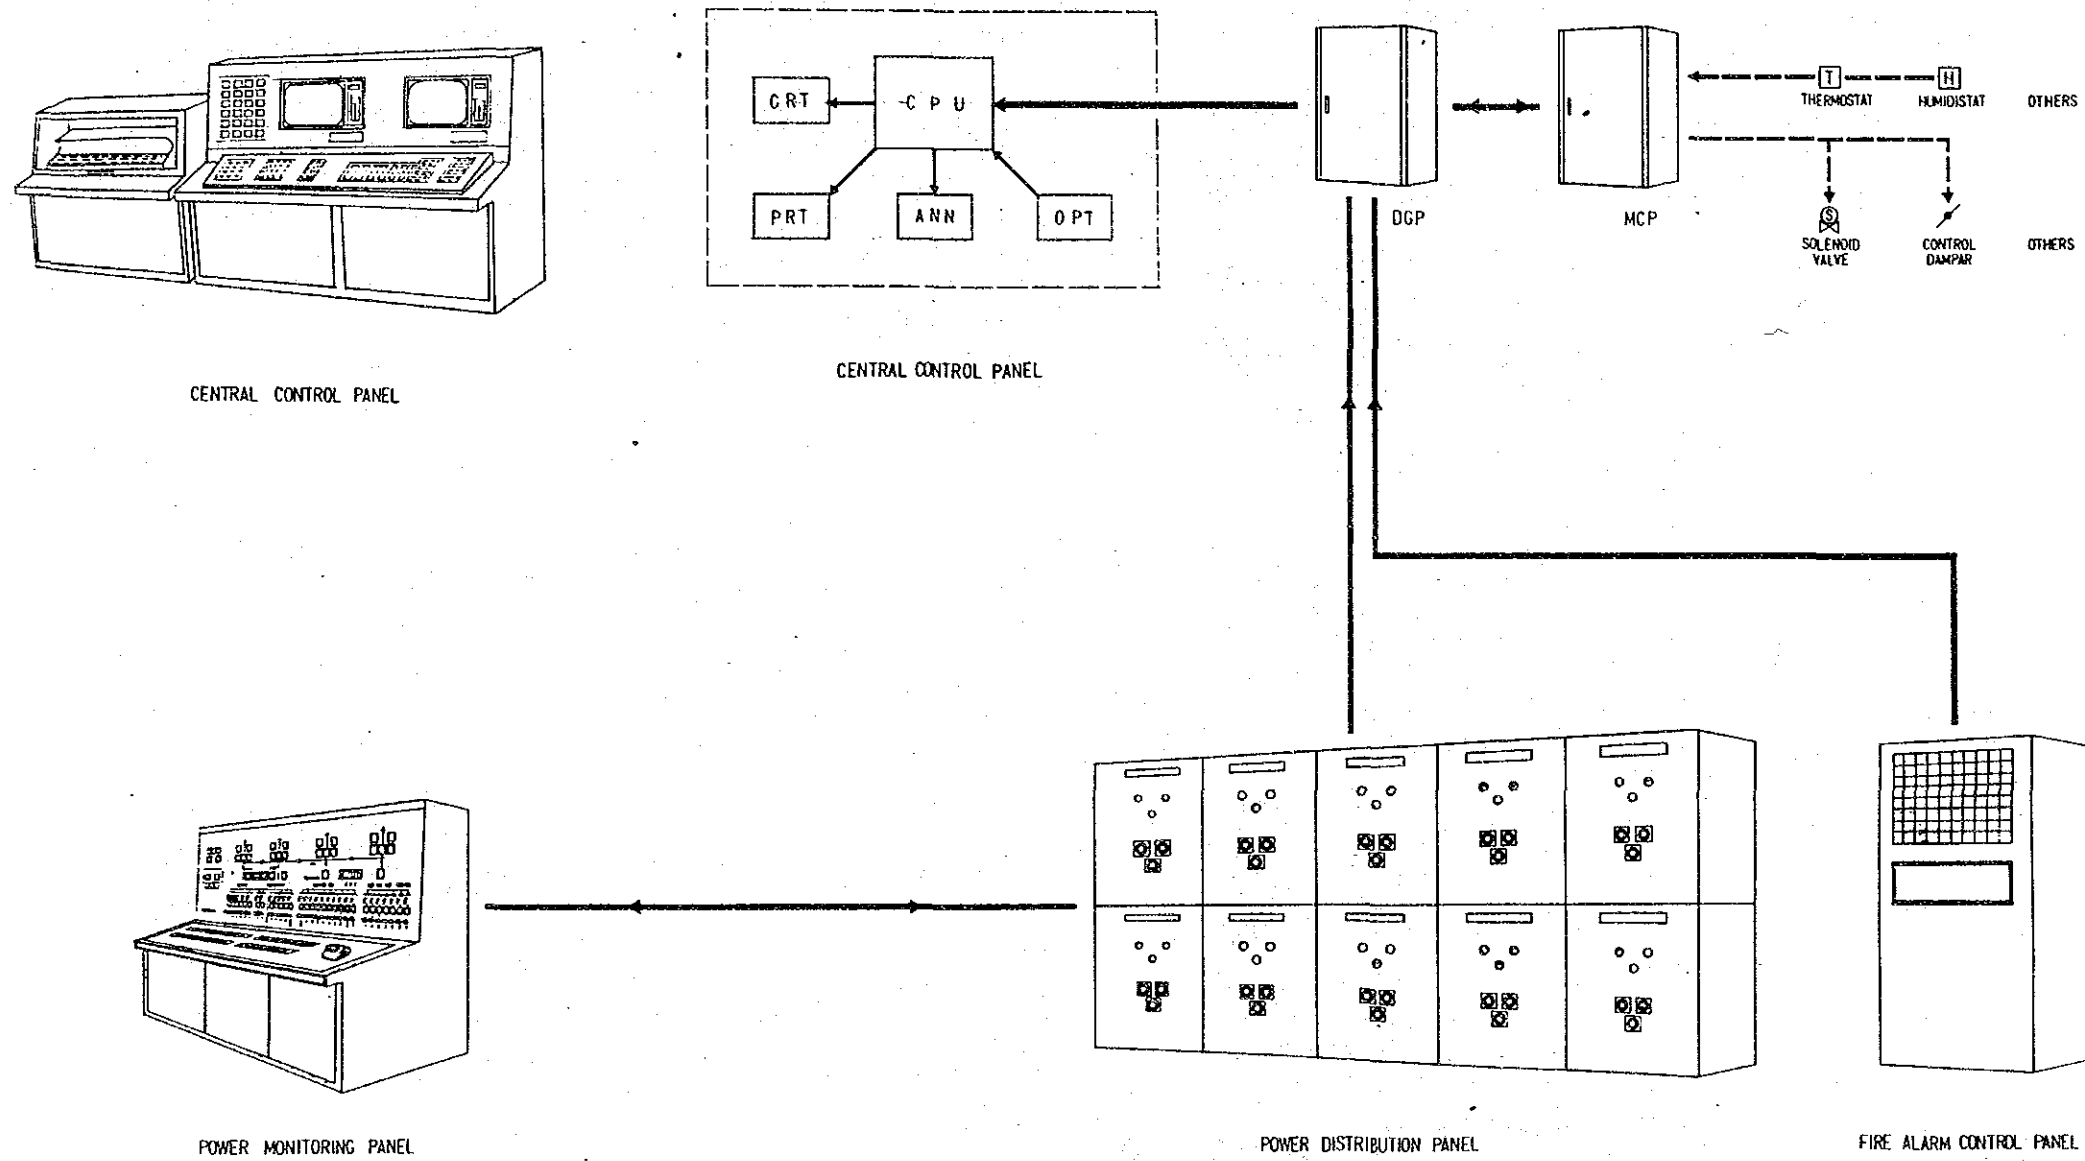 CRT
CPU
PRT
ANN
OPT
DGP
MCP
T
H
THERMOSTAT
HUMIDISTAT
OTHERS
S
SOLENOID
VALVE
CONTROL
DAMPAR
OTHERS
CENTRAL CONTROL PANEL
CENTRAL CONTROL PANEL
POWER MONITORING PANEL
POWER DISTRIBUTION PANEL
FIRE ALARM CONTROL PANEL